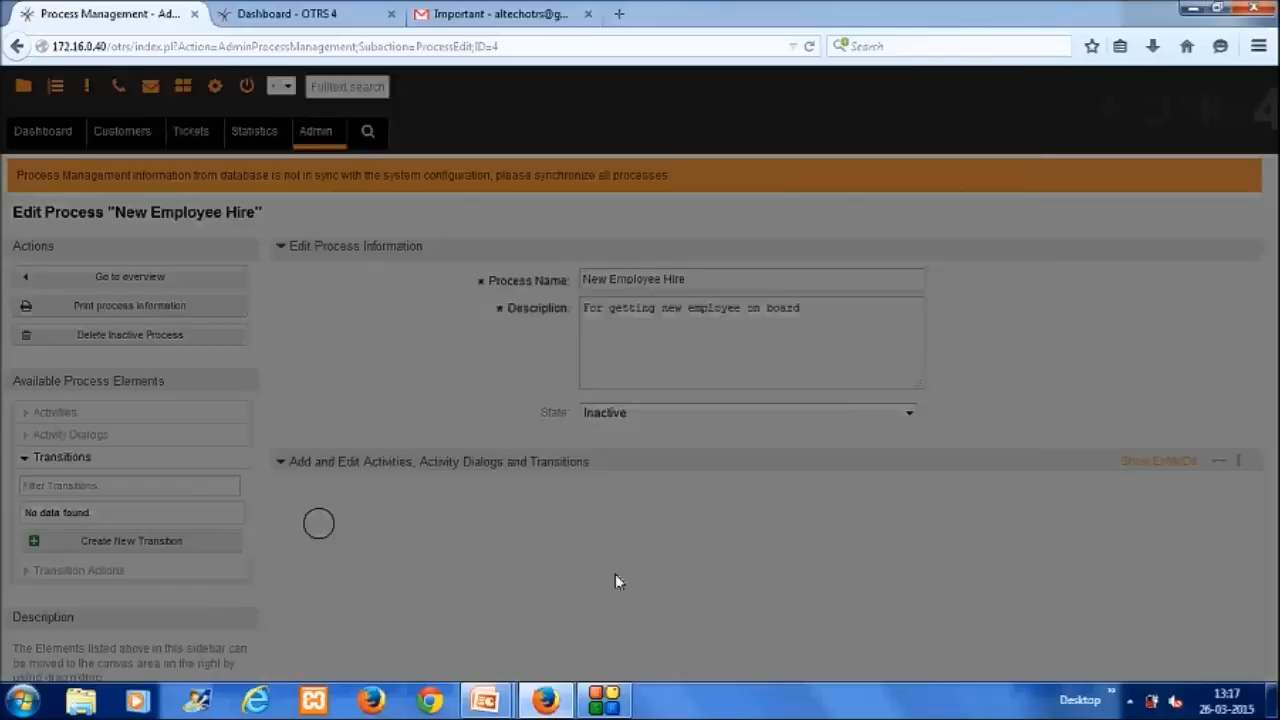 Process Management - Ad...
Dashboard - OTRS 4
Important - altechotrs@g...
172.16.0.40/otrs/index.pl?Action=AdminProcessManagement;Subaction=ProcessEdit;ID=4
Search
Fulltext search
Dashboard
Customers
Tickets
Statistics
Admin
4
Process Management information from database is not in sync with the system configuration, please synchronize all processes.
Edit Process "New Employee Hire"
Actions
Go to overview
Print process information
Delete Inactive Process
Available Process Elements
Activities
Activity Dialogs
Transitions
Filter Transitions...
No data found.
Create New Transition
Transition Actions
Description
The Elements listed above in this sidebar can
be moved to the canvas area on the right by
using drag'n'drop.
Edit Process Information
* Process Name:
New Employee Hire
* Description:
For getting new employee on board
State:
Inactive
Add and Edit Activities, Activity Dialogs and Transitions
Show EntityIDs
Desktop
13:17
26-03-2015